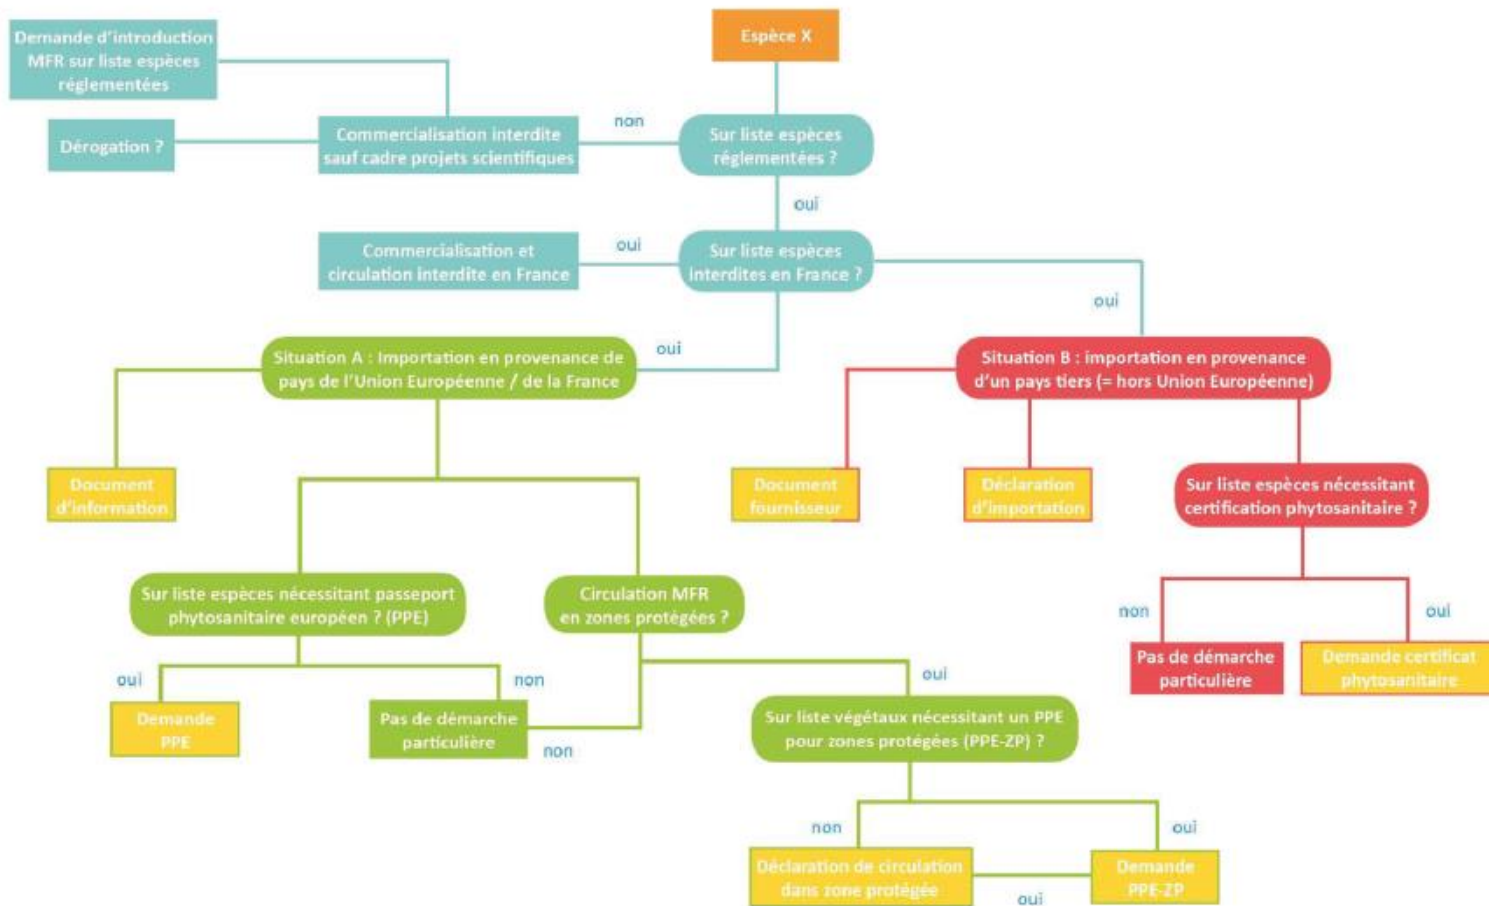 Espèce X
Demande d'introduction
MFR sur liste espèces
réglementées
Dérogation ?
Commercialisation interdite
sauf cadre projets scientifiques
non
Sur liste espèces
réglementées ?
oui
Commercialisation et
circulation interdite en France
oui
Sur liste espèces
interdites en France ?
oui
Situation A : Importation en provenance de
pays de l'Union Européenne / de la France
oui
Situation B : importation en provenance
d'un pays tiers (= hors Union Européenne)
Document
d'information
Document
fournisseur
Déclaration
d'importation
Sur liste espèces nécessitant
certification phytosanitaire ?
Sur liste espèces nécessitant passeport
phytosanitaire européen ? (PPE)
Circulation MFR
en zones protégées ?
non
oui
Pas de démarche
particulière
Demande certificat
phytosanitaire
oui
non
oui
Demande
PPE
Pas de démarche
particulière
non
Sur liste végétaux nécessitant un PPE
pour zones protégées (PPE-ZP) ?
non
oui
Déclaration de circulation
dans zone protégée
oui
Demande
PPE-ZP